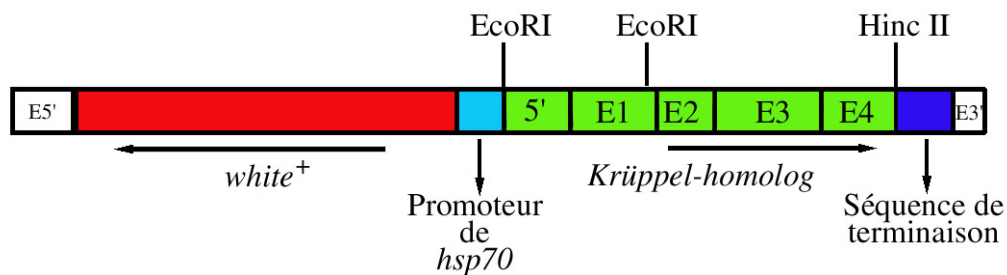 EcoRI EcoRI Hinc II
E5' 5' E1 E2 E3 E4 E3'
white+ Krüppel-homolog
Promoteur Séquence de
de terminaison
hsp70